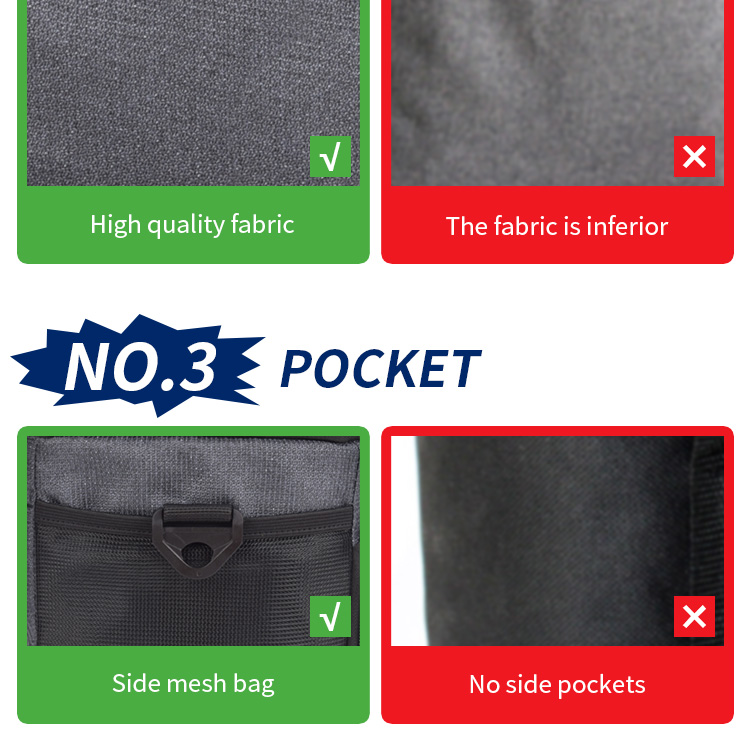 √
High quality fabric
The fabric is inferior
NO.3 POCKET
√
Side mesh bag
No side pockets